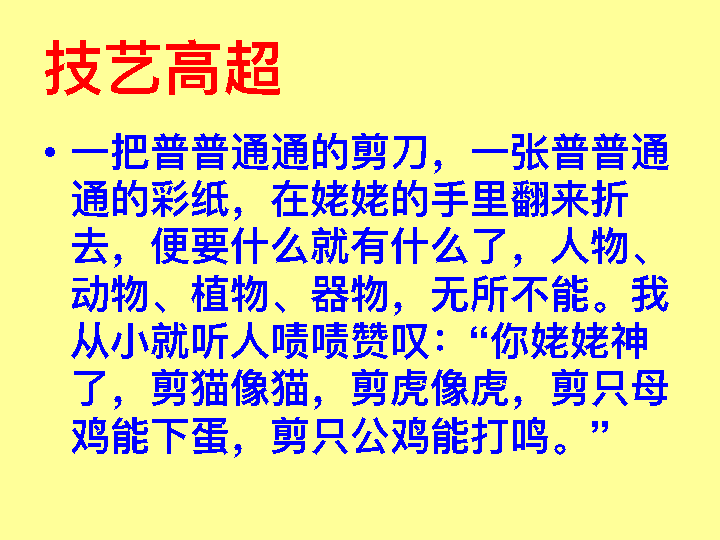 技艺高超
• 一把普普通通的剪刀，一张普普通
通的彩纸，在姥姥的手里翻来折
去，便要什么就有什么了，人物、
动物、植物、器物，无所不能。我
从小就听人啧啧赞叹：“你姥姥神
了，剪猫像猫，剪虎像虎，剪只母
鸡能下蛋，剪只公鸡能打鸣。”